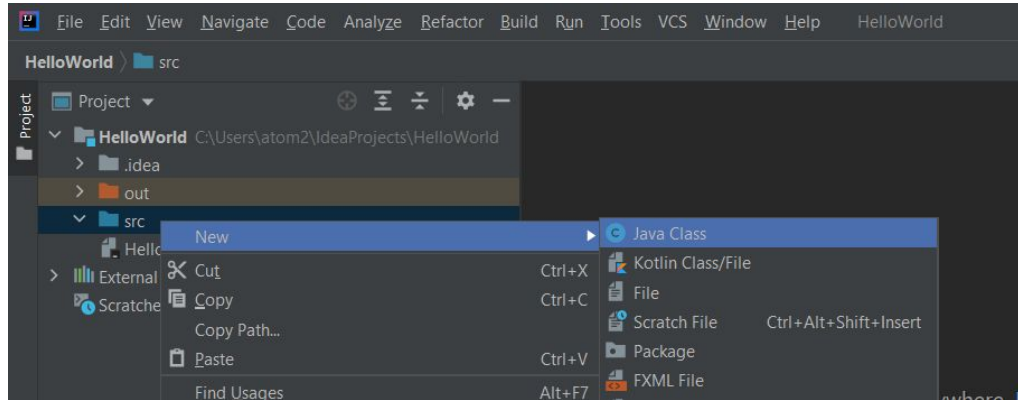 File Edit View Navigate Code Analyze Refactor Build Run Tools VCS Window Help HelloWorld
HelloWorld src
Project
Project
HelloWorld C:\Users\atom2\IdeaProjects\HelloWorld
.idea
out
src
Hello
External
Scratche
New
Cut Ctrl+X
Copy Ctrl+C
Copy Path...
Paste Ctrl+V
Find Usages Alt+F7
Java Class
Kotlin Class/File
File
Scratch File Ctrl+Alt+Shift+Insert
Package
FXML File